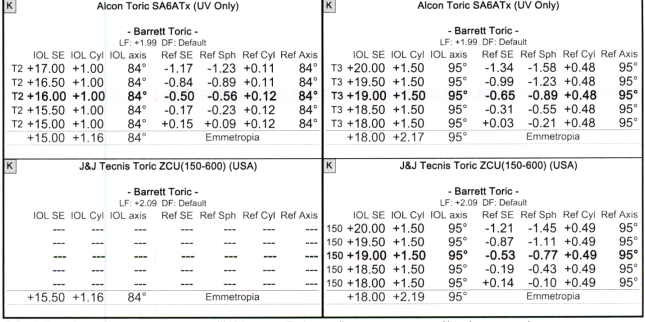 K Alcon Toric SA6ATx (UV Only)
- Barrett Toric -
LF: +1.99 DF: Default
IOL SE IOL Cyl IOL axis Ref SE Ref Sph Ref Cyl Ref Axis
T2 +17.00 +1.00 84° -1.17 -1.23 +0.11 84°
T2 +16.50 +1.00 84° -0.84 -0.89 +0.11 84°
T2 +16.00 +1.00 84° -0.50 -0.56 +0.12 84°
T2 +15.50 +1.00 84° -0.17 -0.23 +0.12 84°
T2 +15.00 +1.00 84° +0.15 +0.09 +0.12 84°
+15.00 +1.16 84° Emmetropia
K Alcon Toric SA6ATx (UV Only)
- Barrett Toric -
LF: +1.99 DF: Default
IOL SE IOL Cyl IOL axis Ref SE Ref Sph Ref Cyl Ref Axis
T3 +20.00 +1.50 95° -1.34 -1.58 +0.48 95°
T3 +19.50 +1.50 95° -0.99 -1.23 +0.48 95°
T3 +19.00 +1.50 95° -0.65 -0.89 +0.48 95°
T3 +18.50 +1.50 95° -0.31 -0.55 +0.48 95°
T3 +18.00 +1.50 95° +0.03 -0.21 +0.48 95°
+18.00 +2.17 95° Emmetropia
K J&J Tecnis Toric ZCU(150-600) (USA)
- Barrett Toric -
LF: +2.09 DF: Default
IOL SE IOL Cyl IOL axis Ref SE Ref Sph Ref Cyl Ref Axis
--- --- --- --- --- --- ---
--- --- --- --- --- --- ---
--- --- --- --- --- --- ---
--- --- --- --- --- --- ---
--- --- --- --- --- --- ---
+15.50 +1.16 84° Emmetropia
K J&J Tecnis Toric ZCU(150-600) (USA)
- Barrett Toric -
LF: +2.09 DF: Default
IOL SE IOL Cyl IOL axis Ref SE Ref Sph Ref Cyl Ref Axis
150 +20.00 +1.50 95° -1.21 -1.45 +0.49 95°
150 +19.50 +1.50 95° -0.87 -1.11 +0.49 95°
150 +19.00 +1.50 95° -0.53 -0.77 +0.49 95°
150 +18.50 +1.50 95° -0.19 -0.43 +0.49 95°
150 +18.00 +1.50 95° +0.14 -0.10 +0.49 95°
+18.00 +2.19 95° Emmetropia